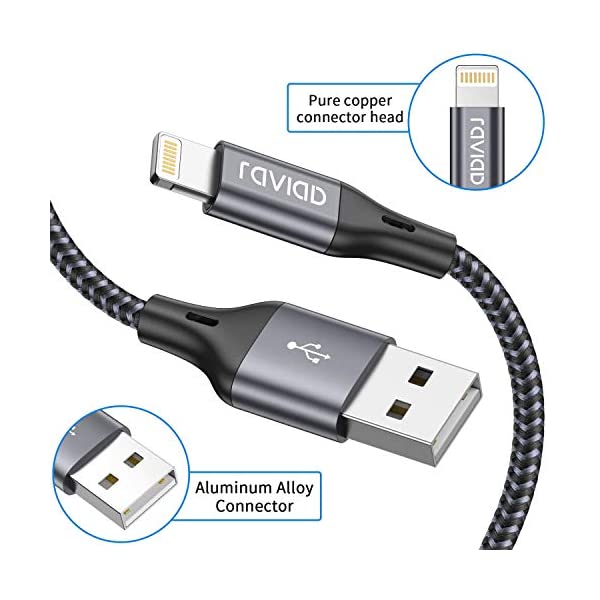 Pure copper
connector head
raviad
raviad
Aluminum Alloy
Connector